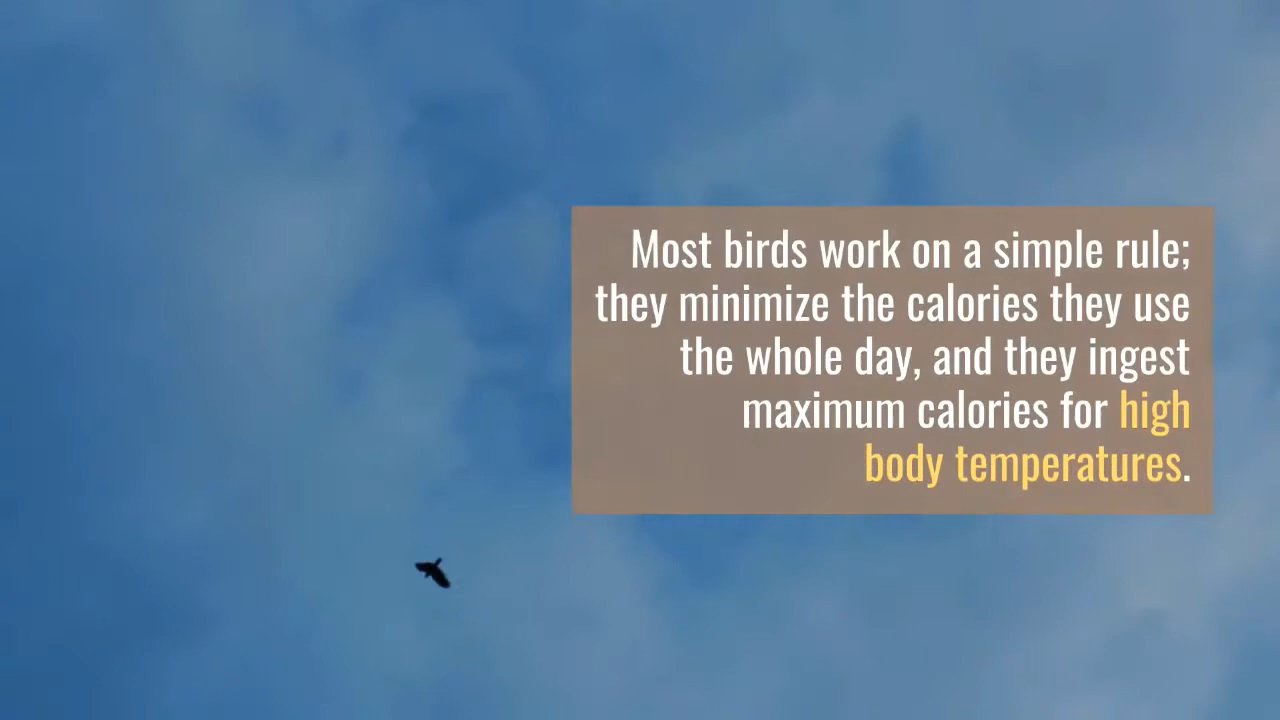 Most birds work on a simple rule;
they minimize the calories they use
the whole day, and they ingest
maximum calories for high
body temperatures.